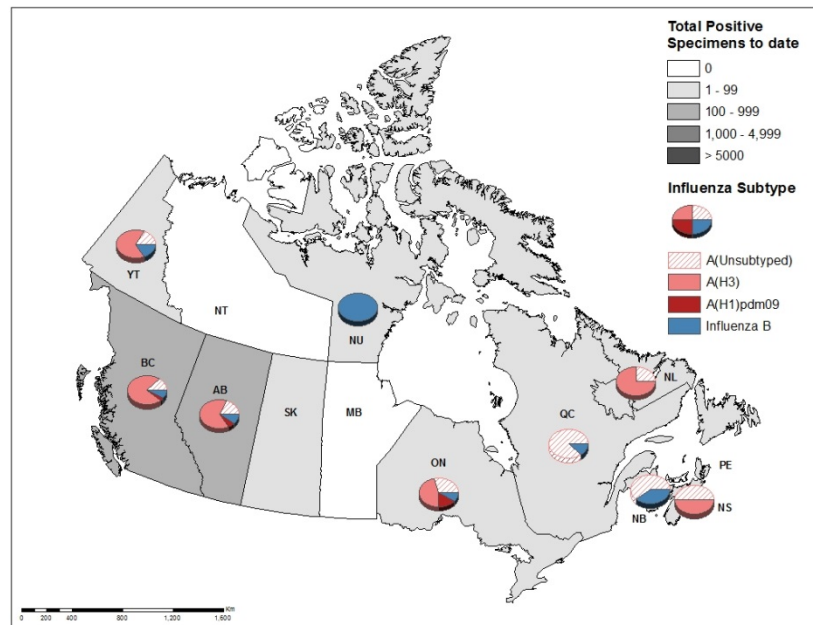 Total Positive
Specimens to date
0
1 - 99
100 - 999
1,000 - 4,999
> 5000
Influenza Subtype
A(Unsubtyped)
A(H3)
A(H1)pdm09
Influenza B
YT
NT
NU
BC
AB
SK
MB
ON
QC
NL
PE
NB
NS
Km
0 200 400 800 1,200 1,600